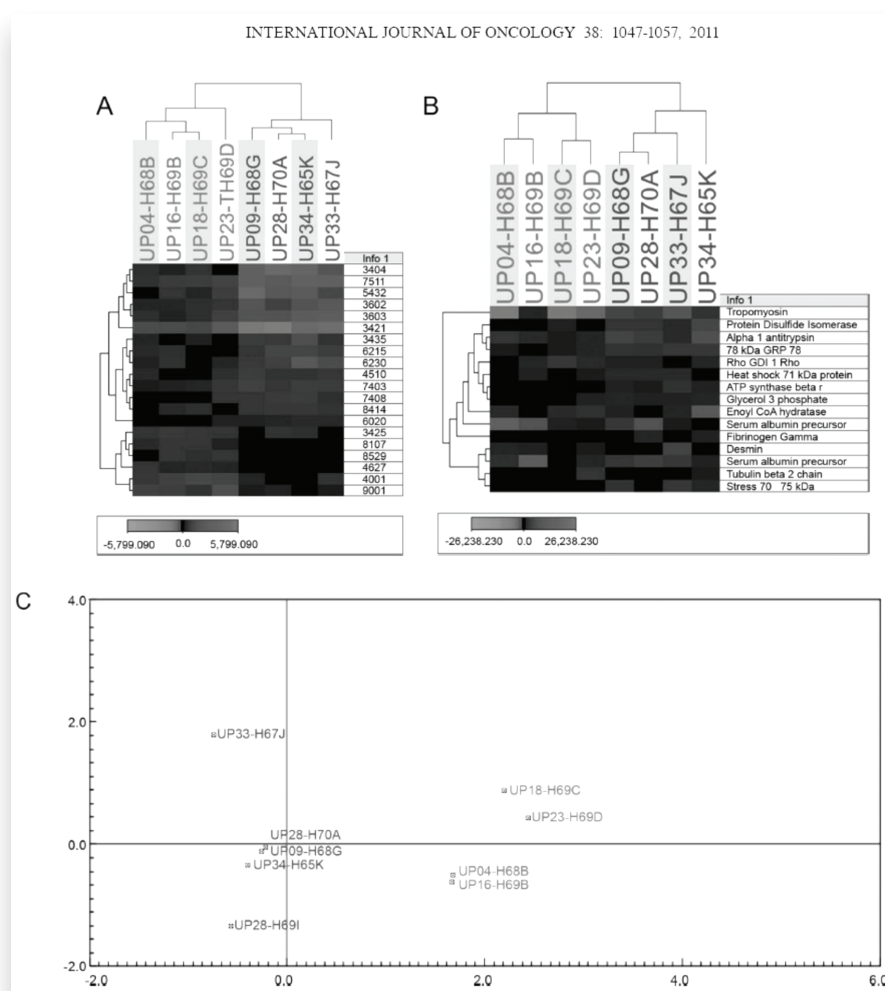 INTERNATIONAL JOURNAL OF ONCOLOGY 38: 1047-1057, 2011
A
UP04-H68B
UP16-H69B
UP18-H69C
UP23-TH69D
UP09-H68G
UP28-H70A
UP34-H65K
UP33-H67J
Info 1
3404
7511
5432
3602
3603
3421
3435
6215
6230
4510
7403
7408
8414
6020
3425
8107
8529
4627
4001
9001
-5,799.090 0.0 5,799.090
B
UP04-H68B
UP16-H69B
UP18-H69C
UP23-H69D
UP09-H68G
UP28-H70A
UP33-H67J
UP34-H65K
Info 1
Tropomyosin
Protein Disulfide Isomerase
Alpha 1 antitrypsin
78 kDa GRP 78
Rho GDI 1 Rho
Heat shock 71 kDa protein
ATP synthase beta r
Glycerol 3 phosphate
Enoyl CoA hydratase
Serum albumin precursor
Fibrinogen Gamma
Desmin
Serum albumin precursor
Tubulin beta 2 chain
Stress 70 75 kDa
-26,238.230 0.0 26,238.230
C
4.0
2.0
0.0
-2.0
UP33-H67J
UP18-H69C
UP23-H69D
UP28-H70A
UP09-H68G
UP34-H65K
UP04-H68B
UP16-H69B
UP28-H69I
-2.0 0.0 2.0 4.0 6.0